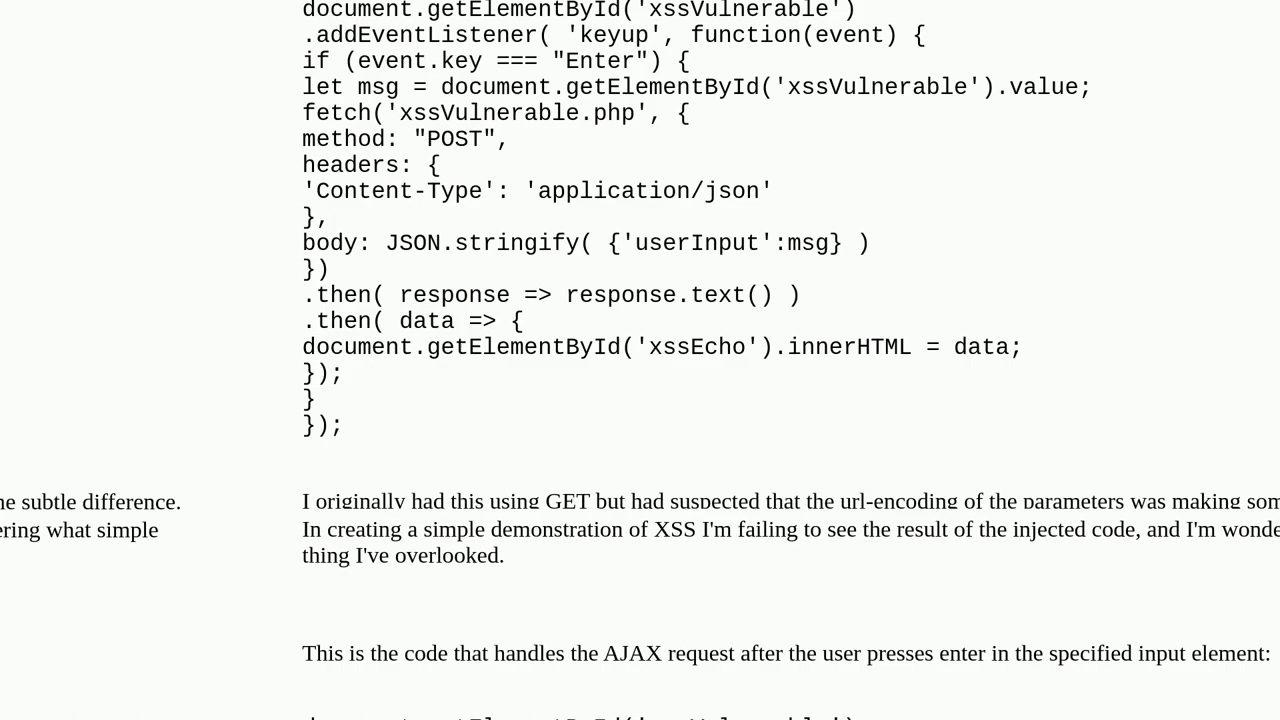 document.getElementById('xssVulnerable')
.addEventListener( 'keyup', function(event) {
if (event.key === "Enter") {
let msg = document.getElementById('xssVulnerable').value;
fetch('xssVulnerable.php', {
method: "POST",
headers: {
'Content-Type': 'application/json'
},
body: JSON.stringify( {'userInput':msg} )
})
.then( response => response.text() )
.then( data => {
document.getElementById('xssEcho').innerHTML = data;
});
}
});
ne subtle difference.
I originally had this using GET but had suspected that the url-encoding of the parameters was making som
ering what simple
In creating a simple demonstration of XSS I'm failing to see the result of the injected code, and I'm wonde
thing I've overlooked.
This is the code that handles the AJAX request after the user presses enter in the specified input element: